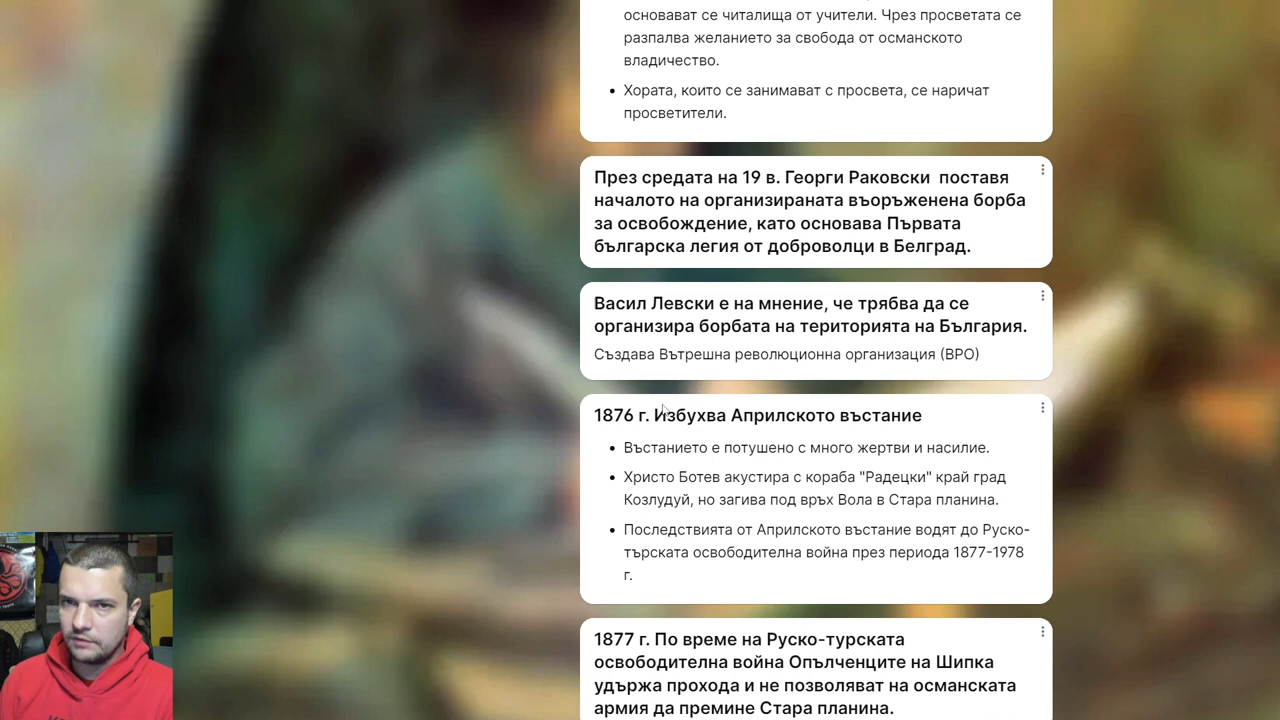 основават се читалища от учители. Чрез просветата се
разпалва желанието за свобода от османското
владичество.
Хората, които се занимават с просвета, се наричат
просветители.
През средата на 19 в. Георги Раковски  поставя
началото на организираната въоръженена борба
за освобождение, като основава Първата
българска легия от доброволци в Белград.
Васил Левски е на мнение, че трябва да се
организира борбата на територията на България.
Създава Вътрешна революционна организация (ВРО)
1876 г. Избухва Априлското въстание
Въстанието е потушено с много жертви и насилие.
Христо Ботев акустира с кораба "Радецки" край град
Козлудуй, но загива под връх Вола в Стара планина.
Последствията от Априлското въстание водят до Руско-
търската освободителна война през периода 1877-1978
г.
1877 г. По време на Руско-турската
освободителна война Опълченците на Шипка
удържа прохода и не позволяват на османската
армия да премине Стара планина.